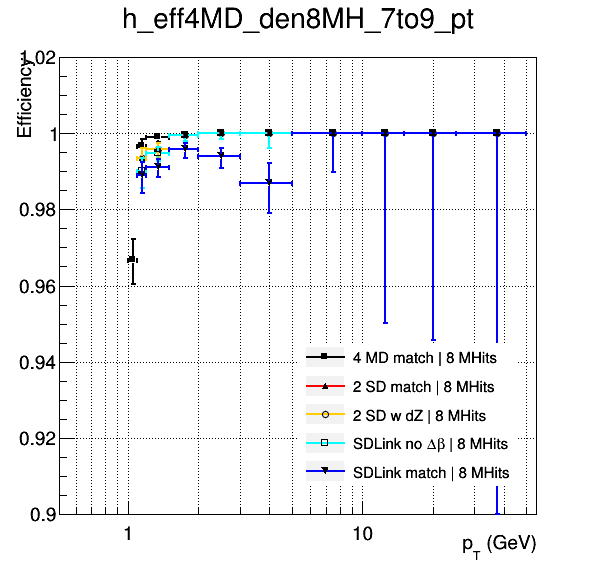 h_eff4MD_den8MH_7to9_pt
Efficiency
1.02
1
0.98
0.96
0.94
0.92
0.9
4 MD match | 8 MHits
2 SD match | 8 MHits
2 SD w dZ | 8 MHits
SDLink no Δβ | 8 MHits
SDLink match | 8 MHits
1
10
p_T (GeV)